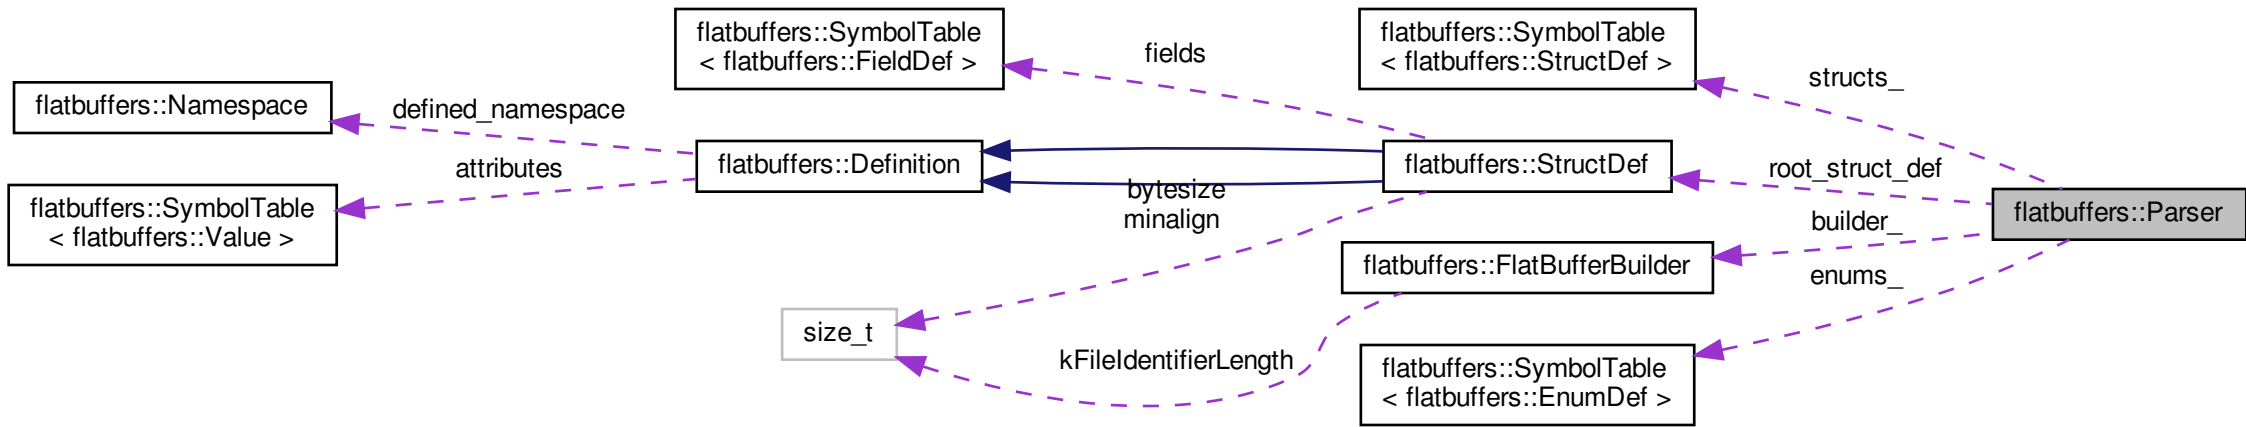 flatbuffers::SymbolTable
< flatbuffers::FieldDef >
flatbuffers::SymbolTable
< flatbuffers::StructDef >
fields
structs_
flatbuffers::Namespace
defined_namespace
flatbuffers::Definition
flatbuffers::StructDef
root_struct_def
attributes
bytesize
minalign
flatbuffers::SymbolTable
< flatbuffers::Value >
flatbuffers::Parser
builder_
flatbuffers::FlatBufferBuilder
enums_
size_t
kFileIdentifierLength
flatbuffers::SymbolTable
< flatbuffers::EnumDef >